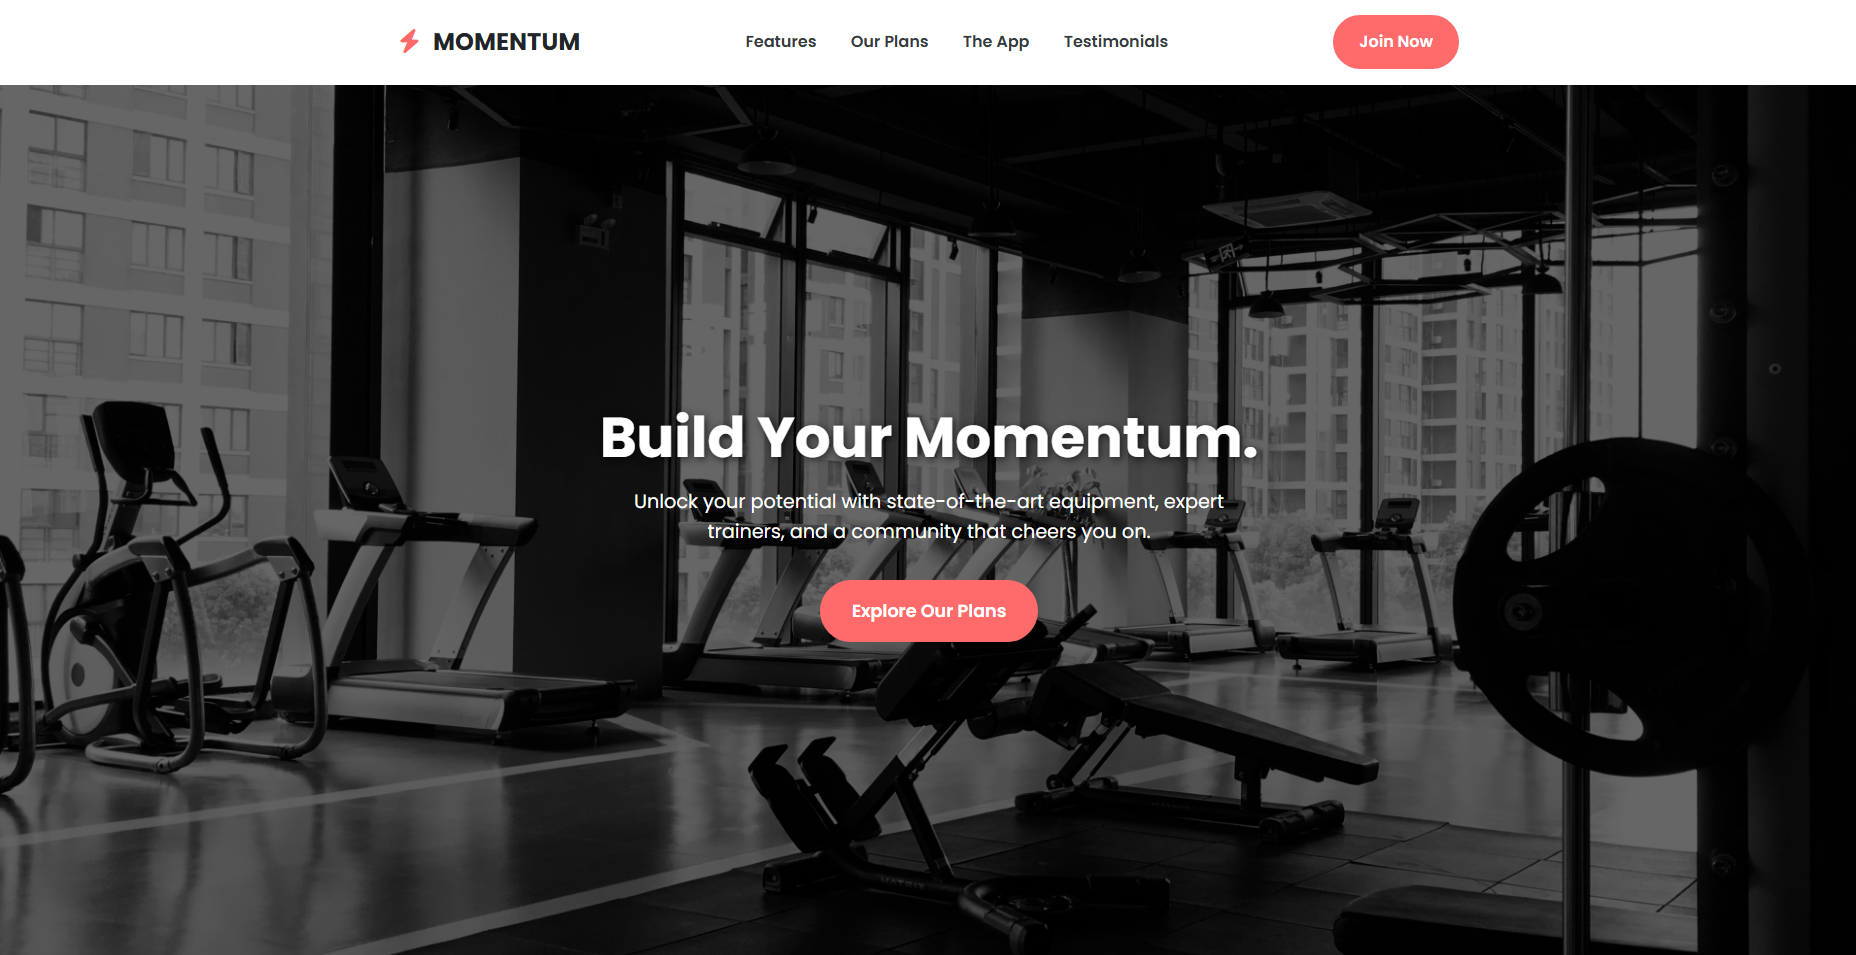 MOMENTUM
Features
Our Plans
The App
Testimonials
Join Now
Build Your Momentum.
Unlock your potential with state-of-the-art equipment, expert
trainers, and a community that cheers you on.
Explore Our Plans
MATRIX